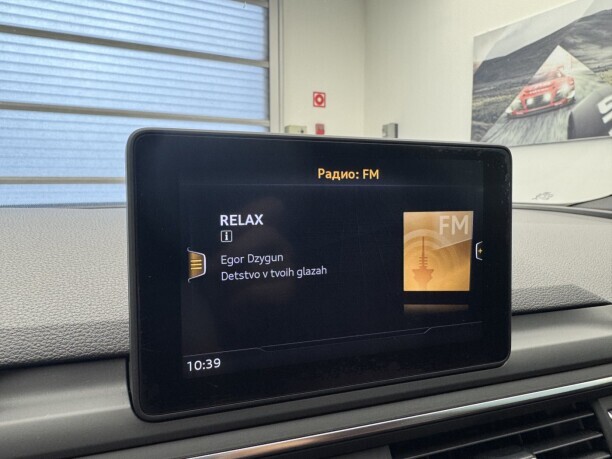 Радио: FM
RELAX
i
Egor Dzygun
Detstvo v tvoih glazah
FM
10:39